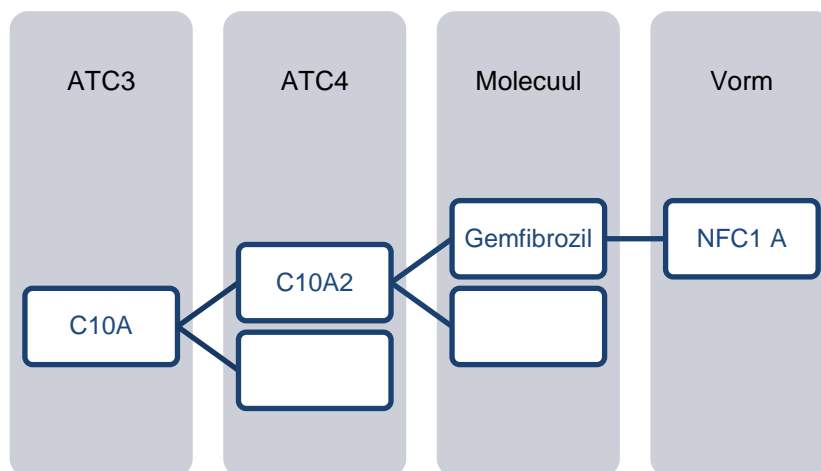 ATC3
ATC4
Molecuul
Vorm
Gemfibrozil
NFC1 A
C10A2
C10A